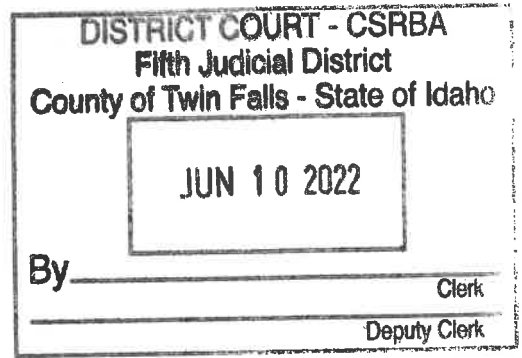 DISTRICT COURT - CSRBA
Fifth Judicial District
County of Twin Falls - State of Idaho
JUN 10 2022
By
Clerk
Deputy Clerk